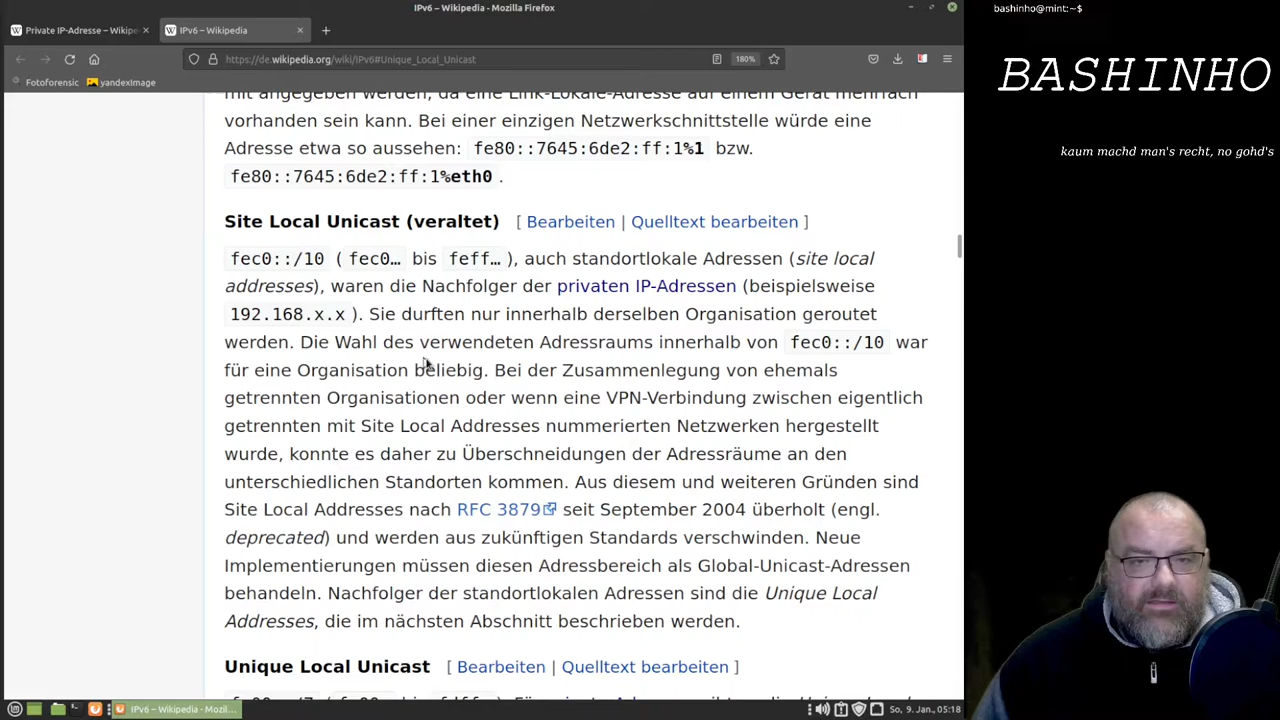 IPv6 – Wikipedia - Mozilla Firefox
bashinho@mint:~$
Private IP-Adresse – Wikipe
IPv6 – Wikipedia
https://de.wikipedia.org/wiki/IPv6#Unique_Local_Unicast
180%
Fotoforensic
yandexImage
BASHINHO
kaum machd man's recht, no gohd's
mit angegeben werden, da eine Link-Lokale-Adresse auf einem Gerät mehrfach
vorhanden sein kann. Bei einer einzigen Netzwerkschnittstelle würde eine
Adresse etwa so aussehen: fe80::7645:6de2:ff:1%1 bzw.
fe80::7645:6de2:ff:1%eth0.
Site Local Unicast (veraltet) [ Bearbeiten | Quelltext bearbeiten ]
fec0::/10 ( fec0… bis feff… ), auch standortlokale Adressen (site local
addresses), waren die Nachfolger der privaten IP-Adressen (beispielsweise
192.168.x.x ). Sie durften nur innerhalb derselben Organisation geroutet
werden. Die Wahl des verwendeten Adressraums innerhalb von fec0::/10 war
für eine Organisation beliebig. Bei der Zusammenlegung von ehemals
getrennten Organisationen oder wenn eine VPN-Verbindung zwischen eigentlich
getrennten mit Site Local Addresses nummerierten Netzwerken hergestellt
wurde, konnte es daher zu Überschneidungen der Adressräume an den
unterschiedlichen Standorten kommen. Aus diesem und weiteren Gründen sind
Site Local Addresses nach RFC 3879 seit September 2004 überholt (engl.
deprecated) und werden aus zukünftigen Standards verschwinden. Neue
Implementierungen müssen diesen Adressbereich als Global-Unicast-Adressen
behandeln. Nachfolger der standortlokalen Adressen sind die Unique Local
Addresses, die im nächsten Abschnitt beschrieben werden.
Unique Local Unicast [ Bearbeiten | Quelltext bearbeiten ]
IPv6 – Wikipedia – Mozil…
So, 9. Jan., 05:18